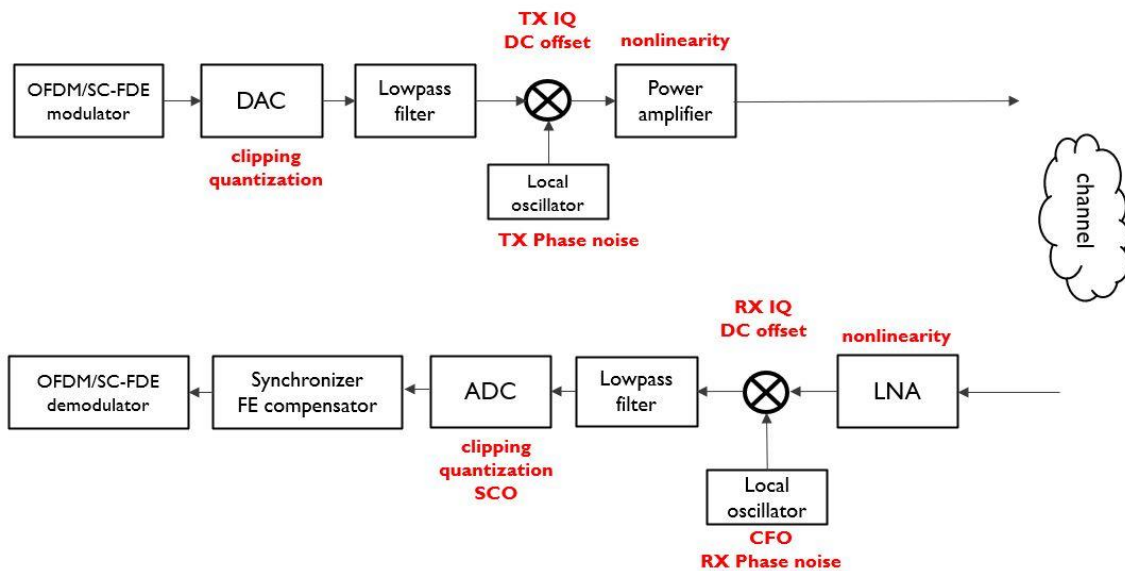 TX IQ
DC offset
nonlinearity
OFDM/SC-FDE
modulator
DAC
Lowpass
filter
Power
amplifier
clipping
quantization
Local
oscillator
TX Phase noise
channel
RX IQ
DC offset
nonlinearity
OFDM/SC-FDE
demodulator
Synchronizer
FE compensator
ADC
Lowpass
filter
LNA
clipping
quantization
SCO
Local
oscillator
CFO
RX Phase noise